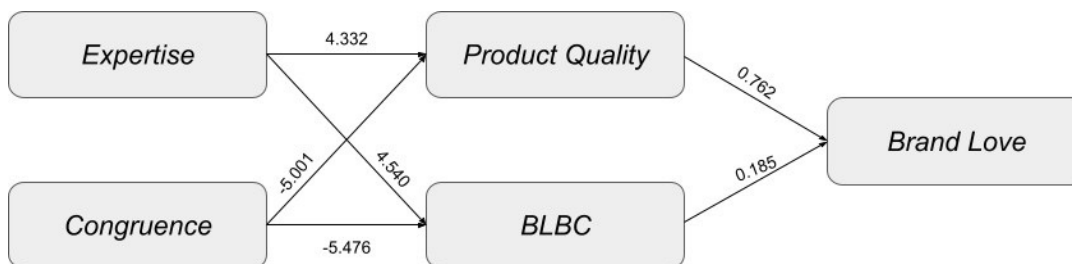 Expertise
4.332
Product Quality
0.762
Brand Love
-5.001
4.540
0.185
Congruence
-5.476
BLBC